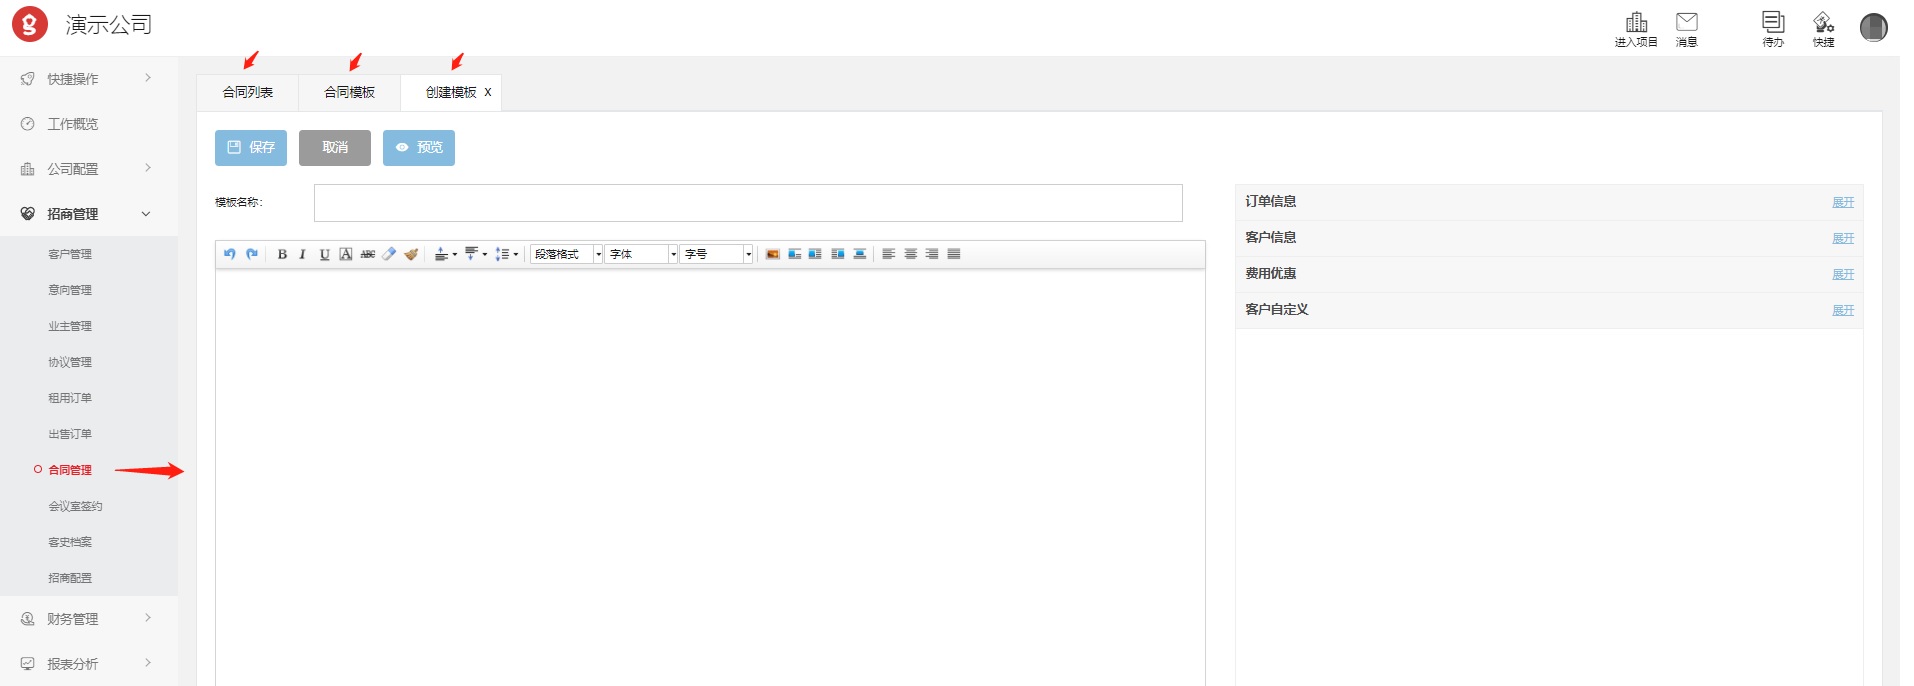 演示公司
进入项目
消息
待办
快捷
快捷操作
工作概览
公司配置
招商管理
客户管理
意向管理
业主管理
协议管理
租用订单
出售订单
合同管理
会议室签约
客史档案
招商配置
财务管理
报表分析
合同列表
合同模板
创建模板 X
保存
取消
预览
模板名称：
B I U A ABC
段落格式
字体
字号
订单信息 展开
客户信息 展开
费用优惠 展开
客户自定义 展开